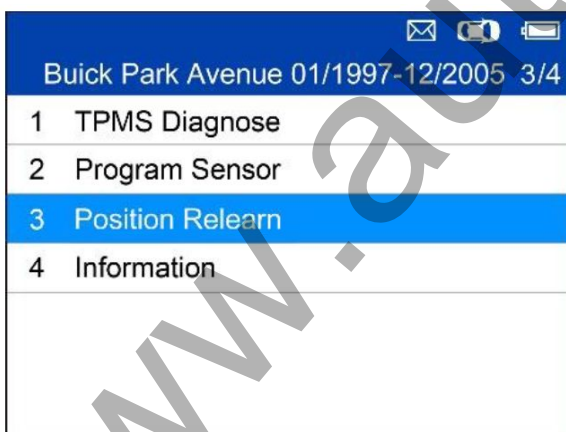 Buick Park Avenue 01/1997-12/2005 3/4
1 TPMS Diagnose
2 Program Sensor
3 Position Relearn
4 Information